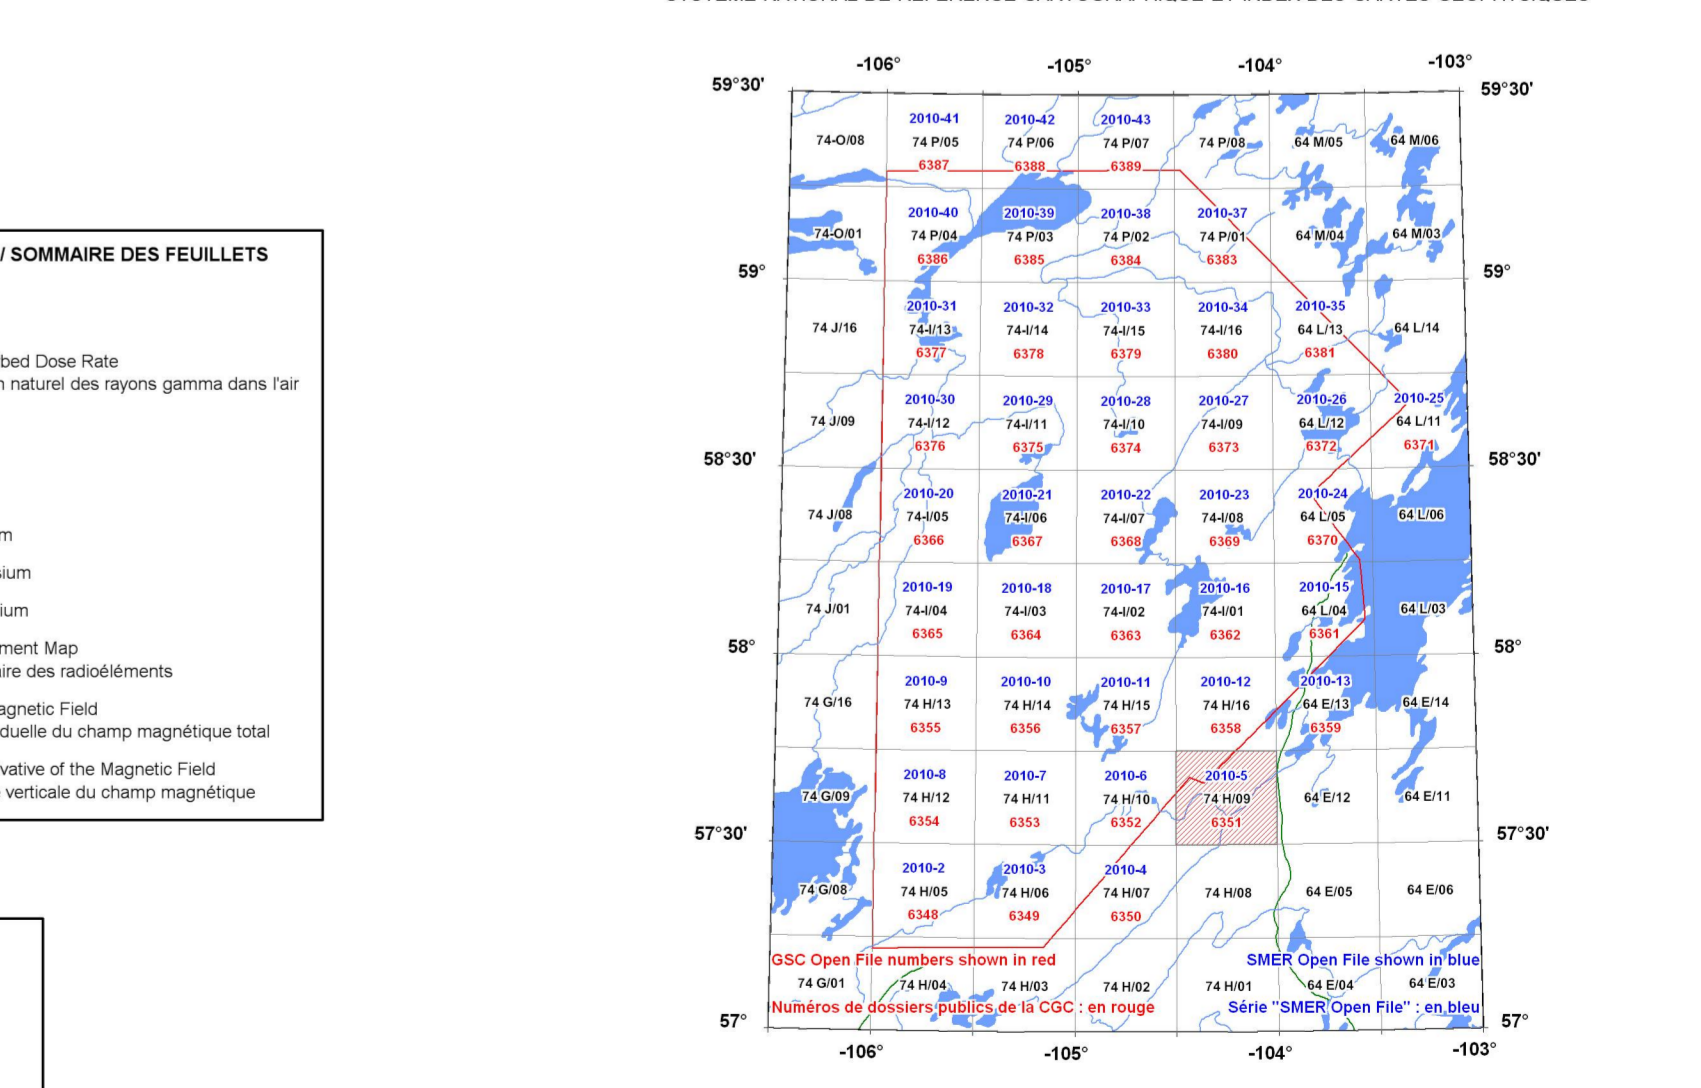 / SOMMAIRE DES FEUILLETS
bed Dose Rate
n naturel des rayons gamma dans l'air
ment Map
ire des radioéléments
agnetic Field
duelle du champ magnétique total
vative of the Magnetic Field
verticale du champ magnétique
-106° -105° -104° -103°
59°30' 59°30'
2010-41 2010-42 2010-43
74-O/08 74 P/05 74 P/06 74 P/07 74 P/08 64 M/05 64 M/06
6387 6388 6389
2010-40 2010-39 2010-38 2010-37
74-O/01 74 P/04 74 P/03 74 P/02 74 P/01 64 M/04 64 M/03
6386 6385 6384 6383
59° 59°
2010-31 2010-32 2010-33 2010-34 2010-35
74 J/16 74-I/13 74-I/14 74-I/15 74-I/16 64 L/13 64 L/14
6377 6378 6379 6380 6381
2010-30 2010-29 2010-28 2010-27 2010-26 2010-25
74 J/09 74-I/12 74-I/11 74-I/10 74-I/09 64 L/12 64 L/11
6376 6375 6374 6373 6372 6371
58°30' 58°30'
2010-20 2010-21 2010-22 2010-23 2010-24
74 J/08 74-I/05 74-I/06 74-I/07 74-I/08 64 L/05 64 L/06
6366 6367 6368 6369 6370
2010-19 2010-18 2010-17 2010-16 2010-15
74 J/01 74-I/04 74-I/03 74-I/02 74-I/01 64 L/04 64 L/03
6365 6364 6363 6362 6361
58° 58°
2010-9 2010-10 2010-11 2010-12 2010-13
74 G/16 74 H/13 74 H/14 74 H/15 74 H/16 64 E/13 64 E/14
6355 6356 6357 6358 6359
2010-8 2010-7 2010-6 2010-5
74 G/09 74 H/12 74 H/11 74 H/10 74 H/09 64 E/12 64 E/11
6354 6353 6352 6351
57°30' 57°30'
2010-2 2010-3 2010-4
74 G/08 74 H/05 74 H/06 74 H/07 74 H/08 64 E/05 64 E/06
6348 6349 6350
GSC Open File numbers shown in red SMER Open File shown in blue
74 G/01 74 H/04 74 H/03 74 H/02 74 H/01 64 E/04 64 E/03
Numéros de dossiers publics de la CGC : en rouge Série "SMER Open File" : en bleu
57° 57°
-106° -105° -104° -103°